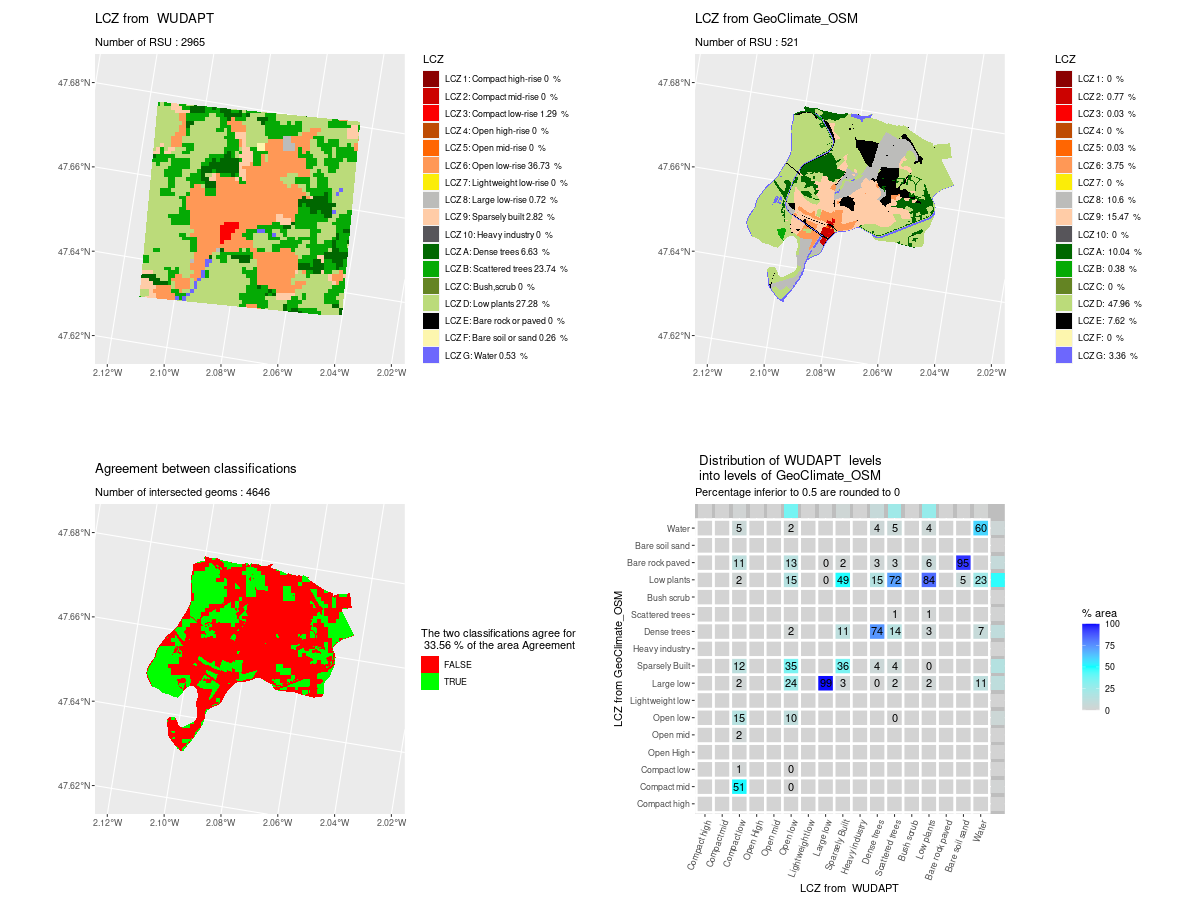 LCZ from WUDAPT
Number of RSU : 2965
47.68°N
47.66°N
47.64°N
47.62°N
2.12°W
2.10°W
2.08°W
2.06°W
2.04°W
2.02°W
LCZ
LCZ 1: Compact high-rise 0 %
LCZ 2: Compact mid-rise 0 %
LCZ 3: Compact low-rise 1.29 %
LCZ 4: Open high-rise 0 %
LCZ 5: Open mid-rise 0 %
LCZ 6: Open low-rise 36.73 %
LCZ 7: Lightweight low-rise 0 %
LCZ 8: Large low-rise 0.72 %
LCZ 9: Sparsely built 2.82 %
LCZ 10: Heavy industry 0 %
LCZ A: Dense trees 6.63 %
LCZ B: Scattered trees 23.74 %
LCZ C: Bush,scrub 0 %
LCZ D: Low plants 27.28 %
LCZ E: Bare rock or paved 0 %
LCZ F: Bare soil or sand 0.26 %
LCZ G: Water 0.53 %
LCZ from GeoClimate_OSM
Number of RSU : 521
47.68°N
47.66°N
47.64°N
47.62°N
2.12°W
2.10°W
2.08°W
2.06°W
2.04°W
2.02°W
LCZ
LCZ 1: 0 %
LCZ 2: 0.77 %
LCZ 3: 0.03 %
LCZ 4: 0 %
LCZ 5: 0.03 %
LCZ 6: 3.75 %
LCZ 7: 0 %
LCZ 8: 10.6 %
LCZ 9: 15.47 %
LCZ 10: 0 %
LCZ A: 10.04 %
LCZ B: 0.38 %
LCZ C: 0 %
LCZ D: 47.96 %
LCZ E: 7.62 %
LCZ F: 0 %
LCZ G: 3.36 %
Agreement between classifications
Number of intersected geoms : 4646
47.68°N
47.66°N
47.64°N
47.62°N
2.12°W
2.10°W
2.08°W
2.06°W
2.04°W
2.02°W
The two classifications agree for
33.56 % of the area Agreement
FALSE
TRUE
Distribution of WUDAPT levels
into levels of GeoClimate_OSM
Percentage inferior to 0.5 are rounded to 0
LCZ from GeoClimate_OSM
Water 5 2 4 5 4 60
Bare soil sand
Bare rock paved 11 13 0 2 3 3 6 95
Low plants 2 15 0 49 15 72 84 5 23
Bush scrub
Scattered trees 1 1
Dense trees 2 11 74 14 3 7
Heavy industry
Sparsely Built 12 35 36 4 4 0
Large low 2 24 99 3 0 2 2 11
Lightweight low
Open low 15 10 0
Open mid 2
Open High
Compact low 1 0
Compact mid 51 0
Compact high
Compact high
Compact mid
Compact low
Open High
Open mid
Open low
Lightweight low
Large low
Sparsely Built
Heavy industry
Dense trees
Scattered trees
Bush scrub
Low plants
Bare rock paved
Bare soil sand
Water
LCZ from WUDAPT
% area
100
75
50
25
0